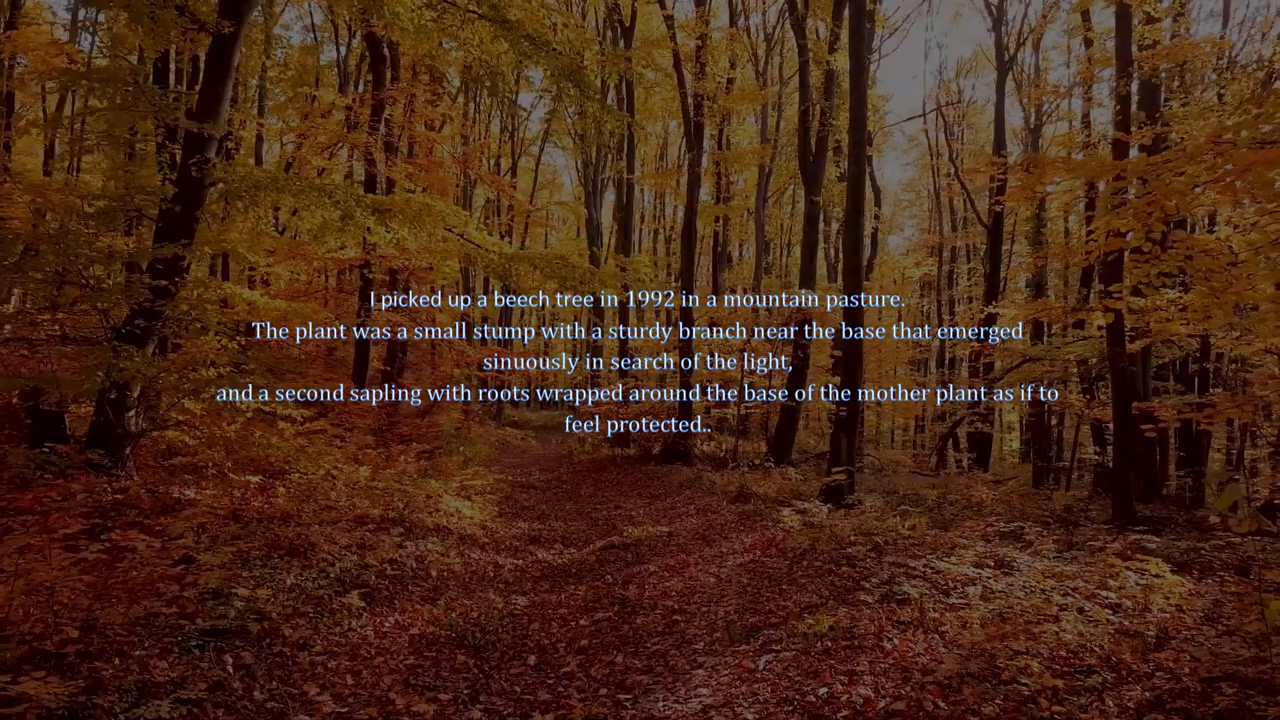 I picked up a beech tree in 1992 in a mountain pasture.
The plant was a small stump with a sturdy branch near the base that emerged
sinuously in search of the light,
and a second sapling with roots wrapped around the base of the mother plant as if to
feel protected..